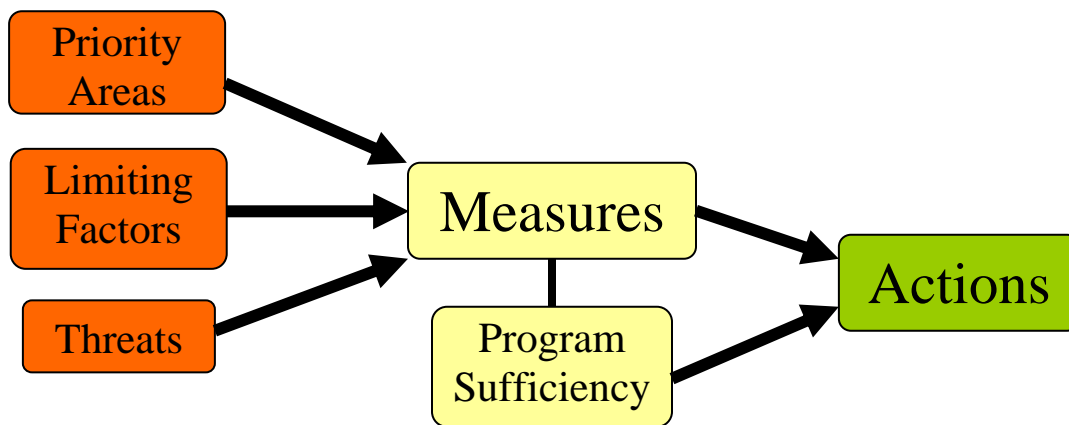 Priority
Areas
Limiting
Factors
Threats
Measures
Program
Sufficiency
Actions